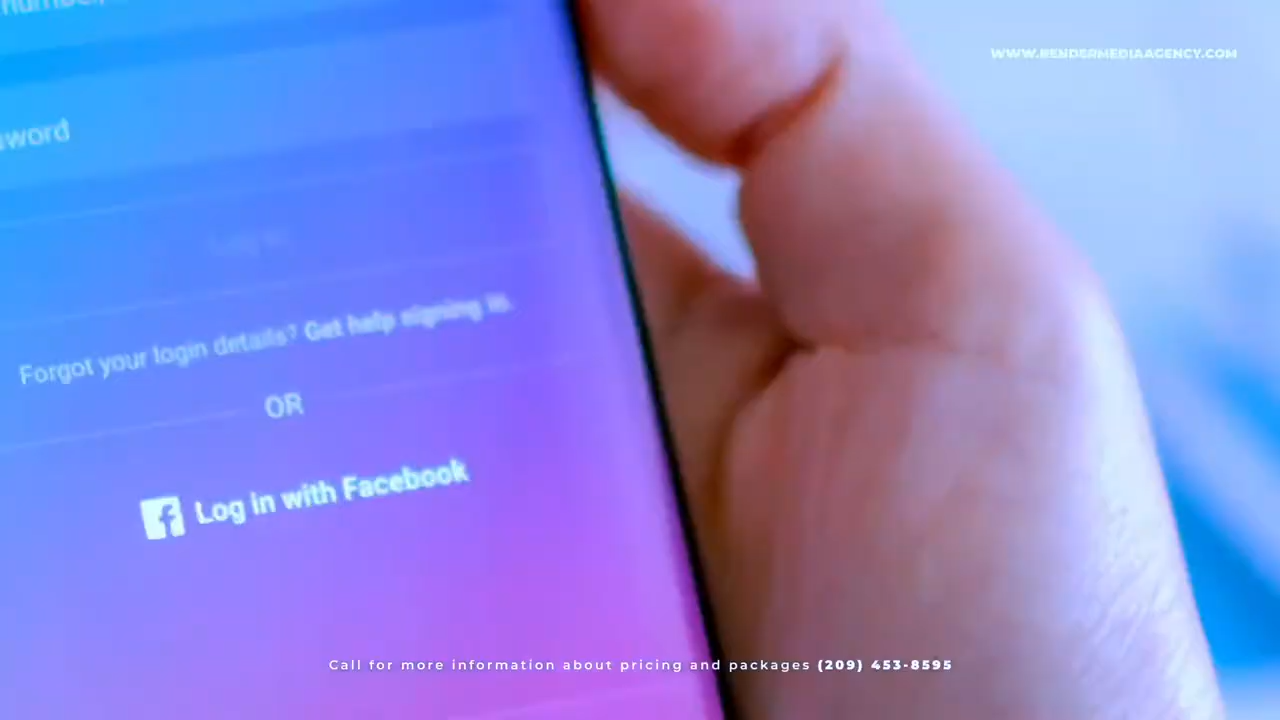 WWW.RENDERMEDIAAGENCY.COM
Forgot your login details? Get help signing in.
OR
Log in with Facebook
Call for more information about pricing and packages (209) 453-8595